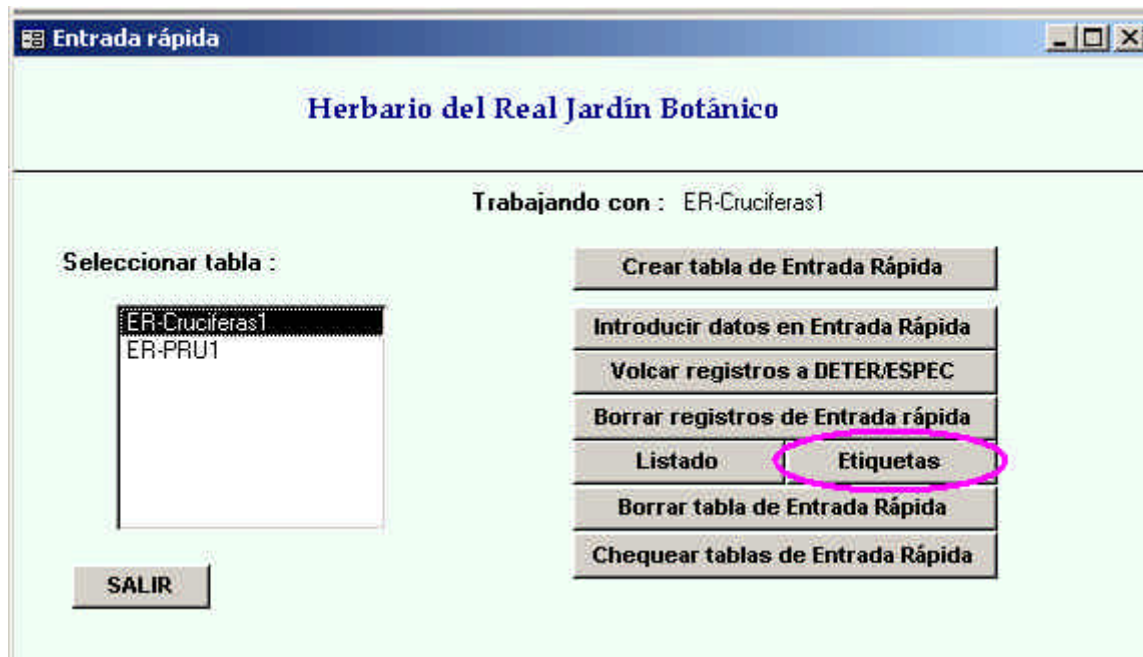 Entrada rápida
Herbario del Real Jardín Botánico
Trabajando con : ER-Cruciferas1
Seleccionar tabla :
ER-Cruciferas1
ER-PRU1
SALIR
Crear tabla de Entrada Rápida
Introducir datos en Entrada Rápida
Volcar registros a DETER/ESPEC
Borrar registros de Entrada rápida
Listado Etiquetas
Borrar tabla de Entrada Rápida
Chequear tablas de Entrada Rápida